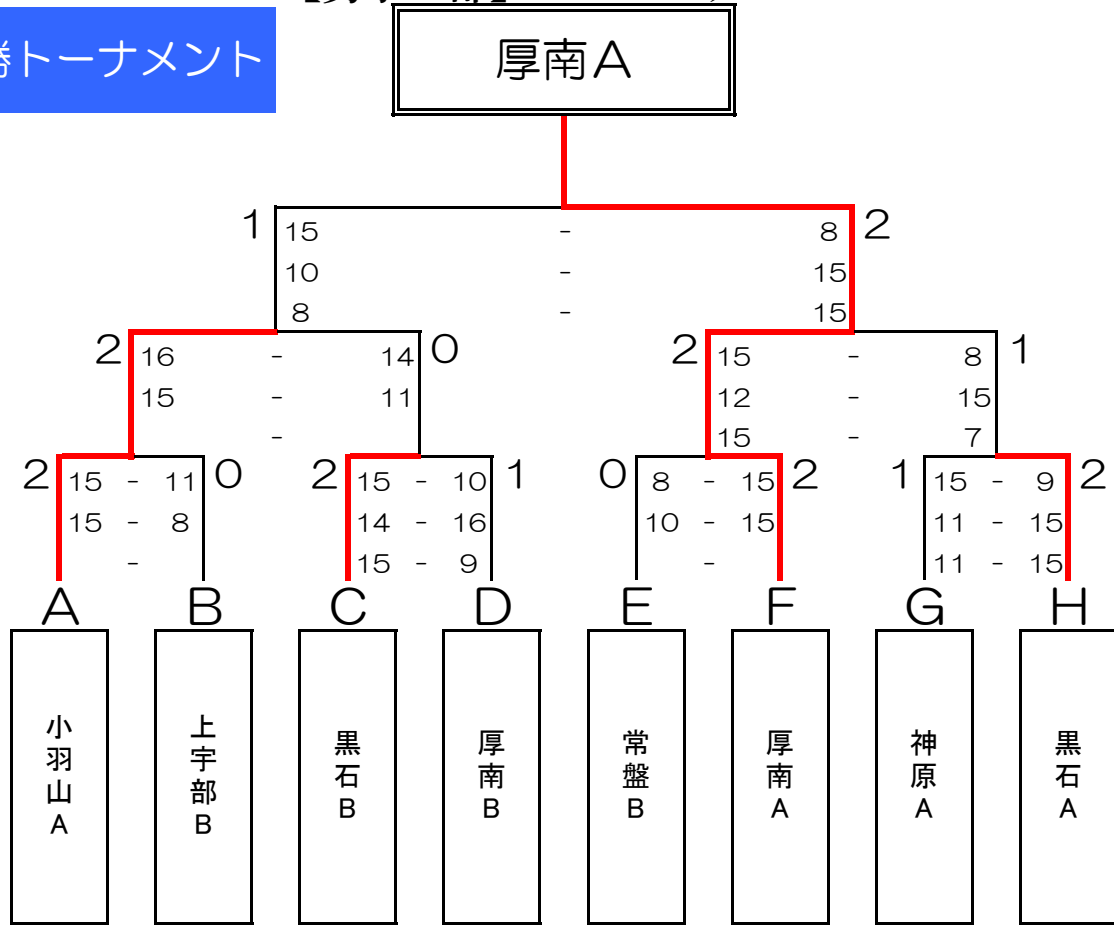 勝トーナメント
厚南A
1 15 - 8 2
10 - 15
8 - 15
2 16 - 14 0 2 15 - 8 1
15 - 11 12 - 15
- 15 - 7
2 15 - 11 0 2 15 - 10 1 0 8 - 15 2 1 15 - 9 2
15 - 8 14 - 16 10 - 15 11 - 15
- 15 - 9 - 11 - 15
A B C D E F G H
小羽山A
上宇部B
黒石B
厚南B
常盤B
厚南A
神原A
黒石A